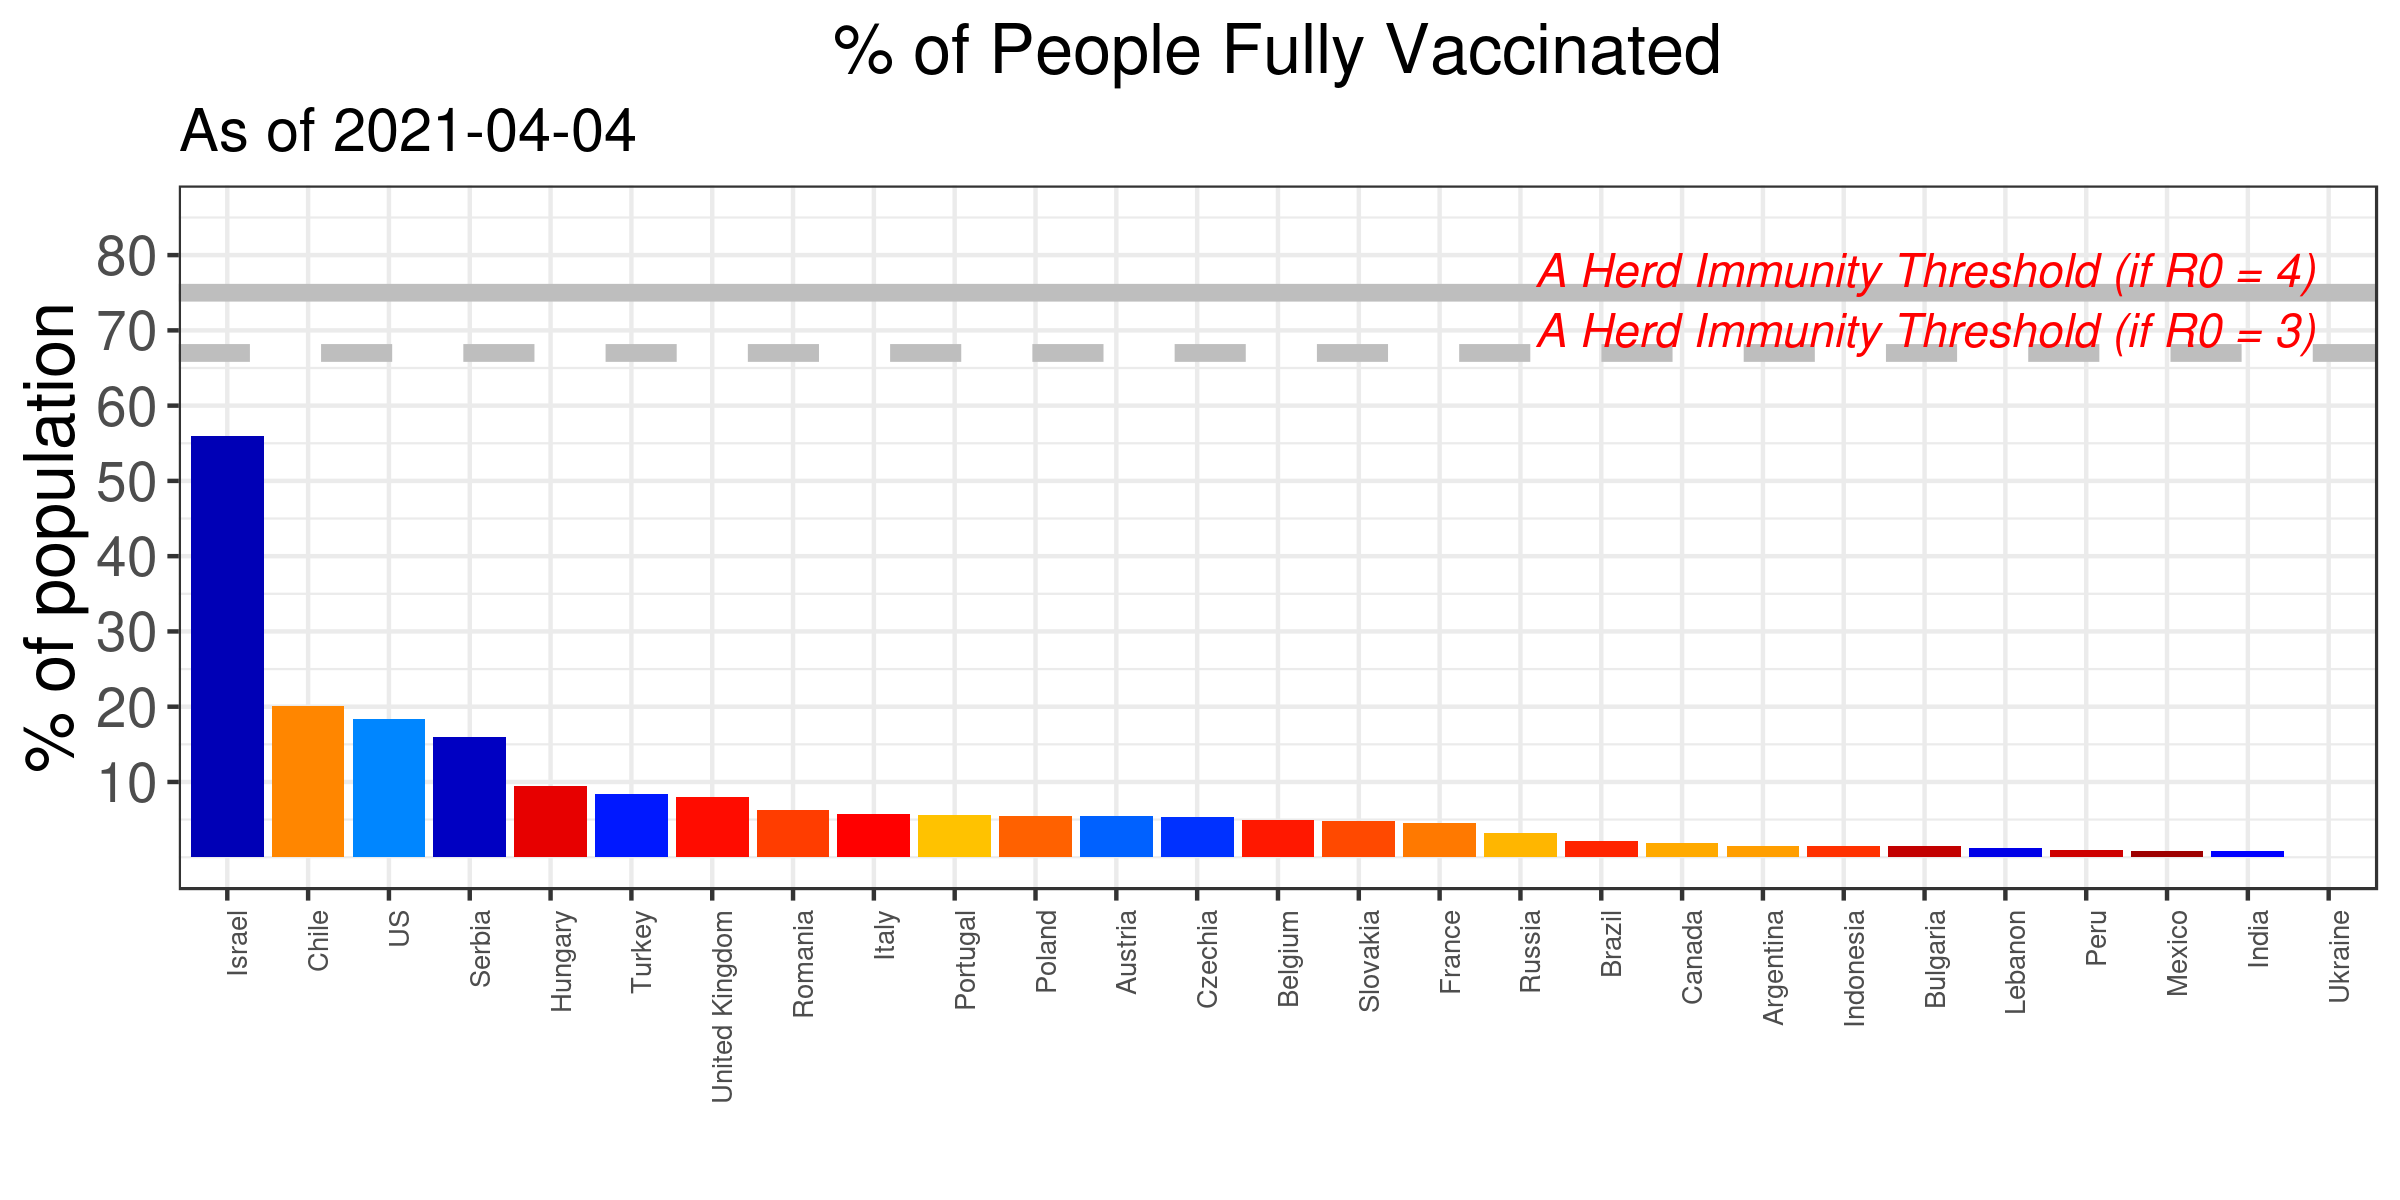 % of People Fully Vaccinated
As of 2021-04-04
% of population
80
70
60
50
40
30
20
10
A Herd Immunity Threshold (if R0 = 4)
A Herd Immunity Threshold (if R0 = 3)
Israel
Chile
US
Serbia
Hungary
Turkey
United Kingdom
Romania
Italy
Portugal
Poland
Austria
Czechia
Belgium
Slovakia
France
Russia
Brazil
Canada
Argentina
Indonesia
Bulgaria
Lebanon
Peru
Mexico
India
Ukraine